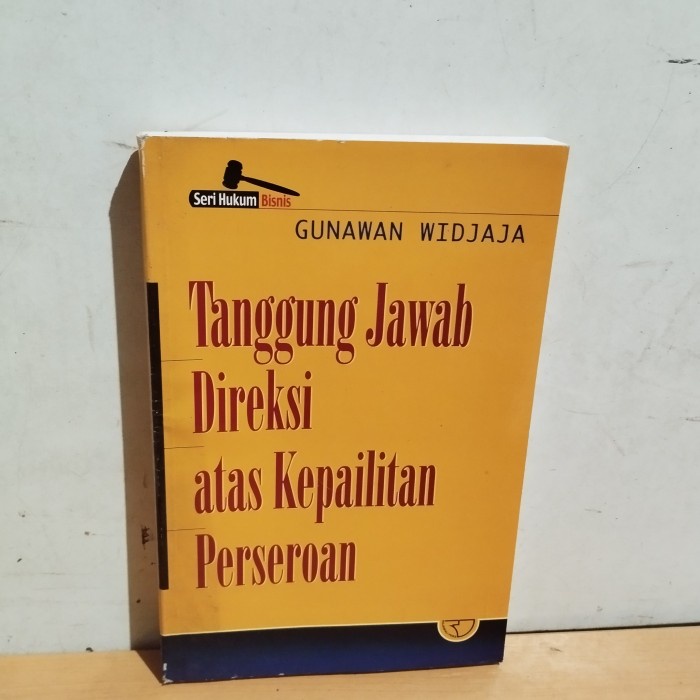 Seri Hukum Bisnis
GUNAWAN WIDJAJA
Tanggung Jawab
Direksi
atas Kepailitan
Perseroan